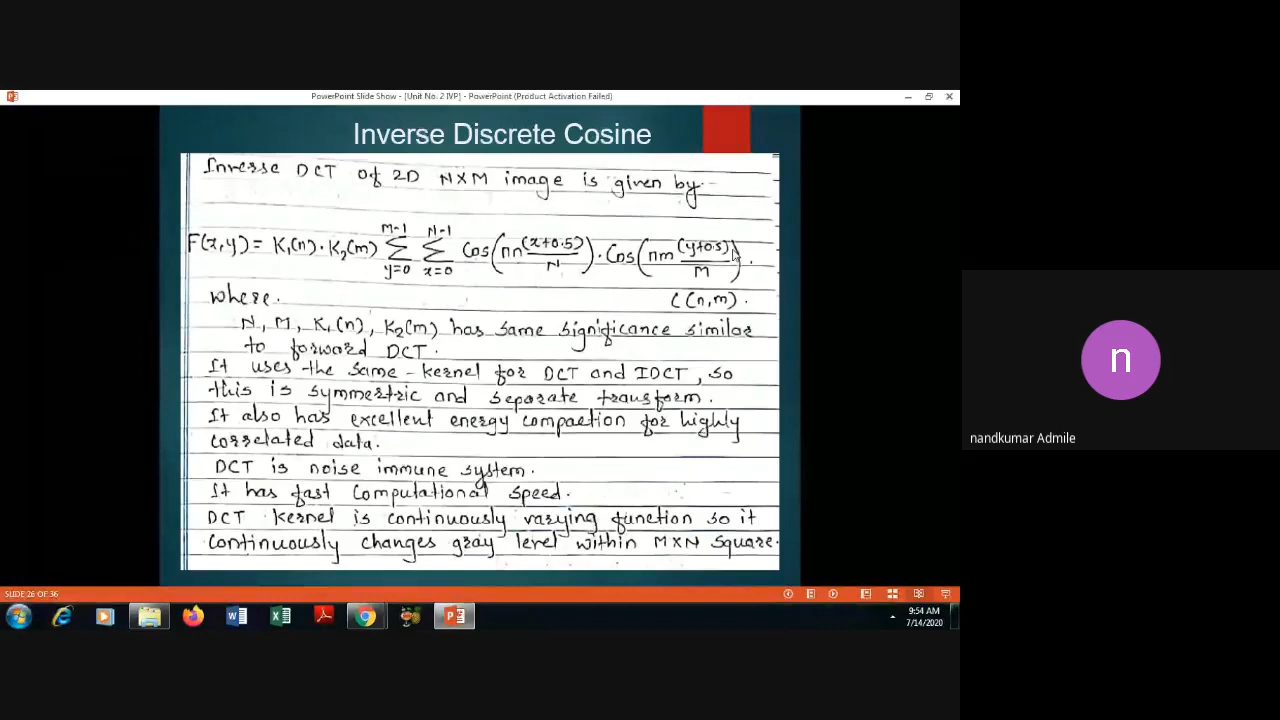 PowerPoint Slide Show - [Unit No. 2 IVP] - PowerPoint (Product Activation Failed)
Inverse Discrete Cosine
Inverse DCT of 2D N×M image is given by:-
F(x,y) = K₁(n)·K₂(m) M-1 Σ y=0 N-1 Σ x=0 Cos(πn (x+0.5)/N)·Cos(πm (y+0.5)/M)·
where. C(n,m).
N, M, K₁(n), K₂(m) has same significance similar
to forward DCT.
It uses the same kernel for DCT and IDCT, so
this is symmertric and separate transform.
It also has excellent energy compaction for highly
correlated data.
DCT is noise immune system.
It has fast computational speed.
DCT kernel is continuously varying function so it
continuously changes gray level within M×N square.
SLIDE 26 OF 36
9:54 AM
7/14/2020
n
nandkumar Admile